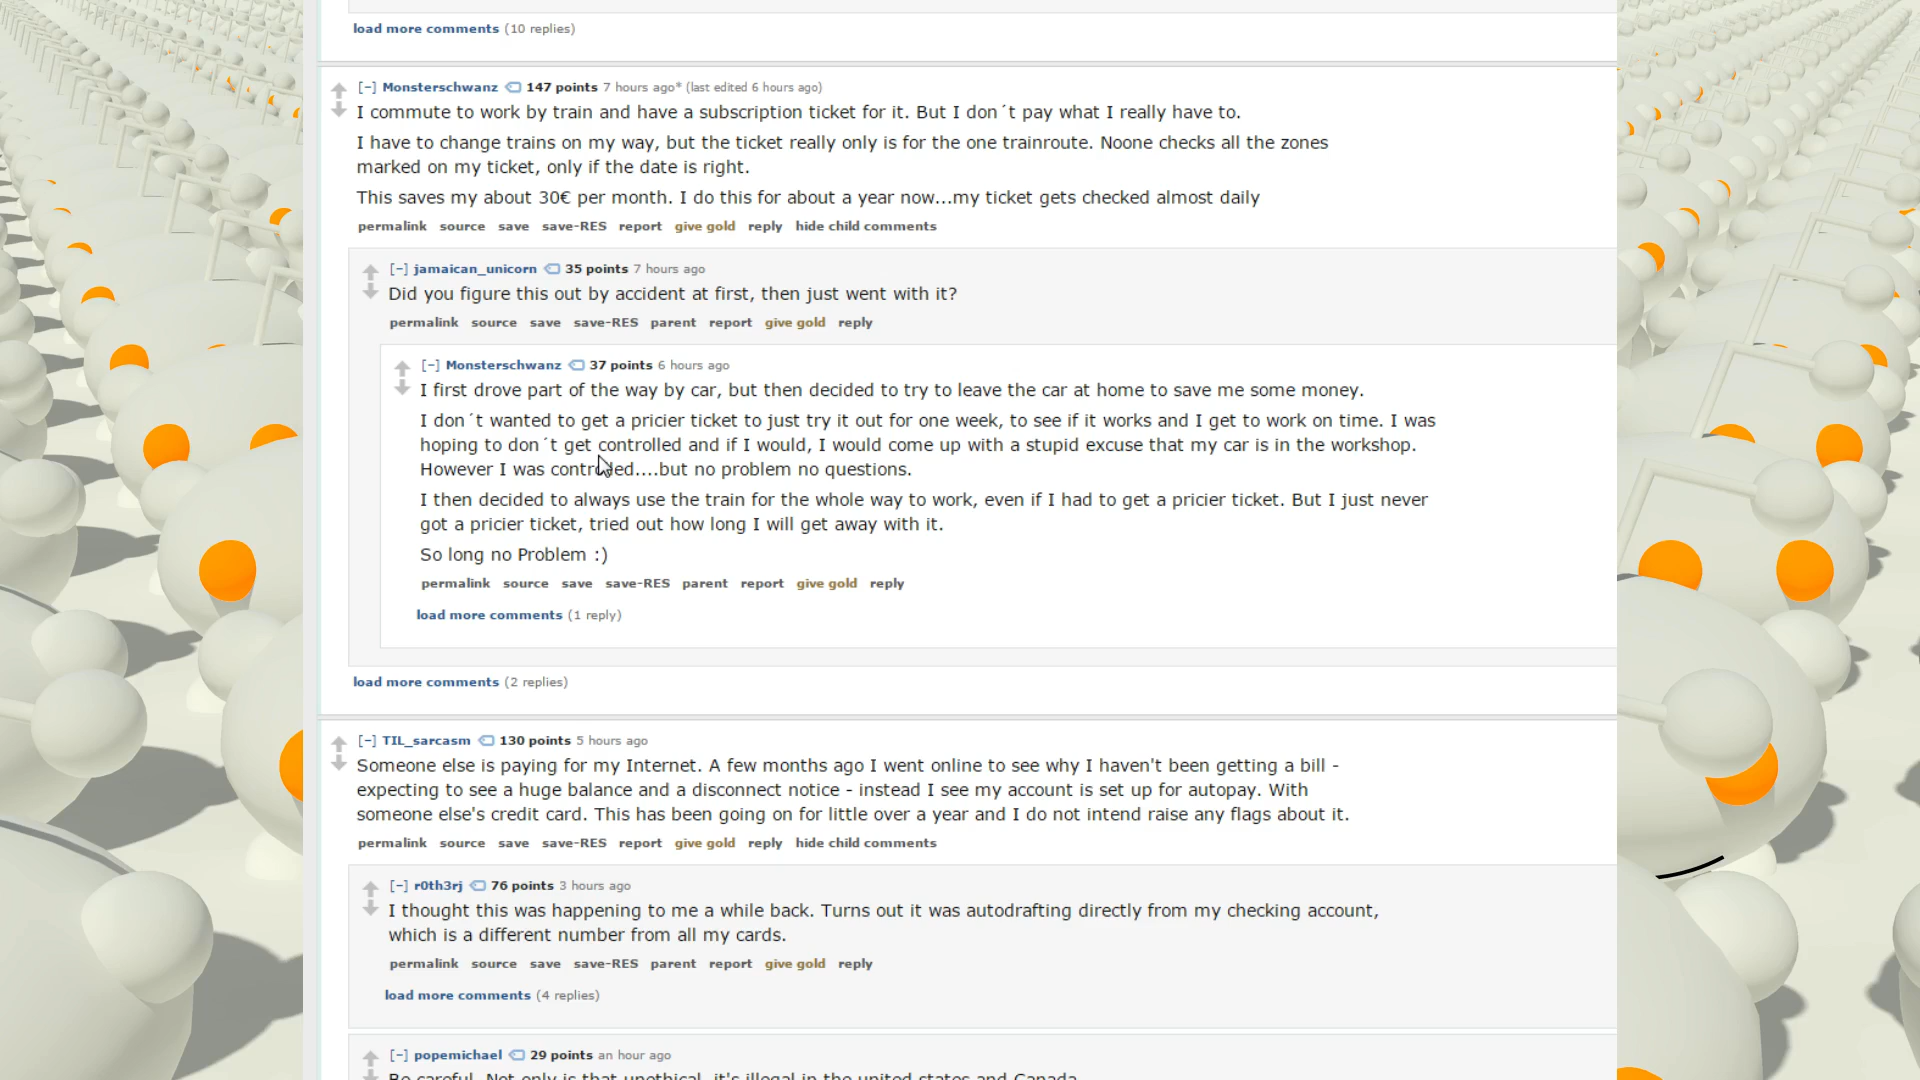 load more comments (10 replies)
[-] Monsterschwanz 147 points 7 hours ago* (last edited 6 hours ago)
I commute to work by train and have a subscription ticket for it. But I don´t pay what I really have to.
I have to change trains on my way, but the ticket really only is for the one trainroute. Noone checks all the zones
marked on my ticket, only if the date is right.
This saves my about 30€ per month. I do this for about a year now...my ticket gets checked almost daily
permalink source save save-RES report give gold reply hide child comments
[-] jamaican_unicorn 35 points 7 hours ago
Did you figure this out by accident at first, then just went with it?
permalink source save save-RES parent report give gold reply
[-] Monsterschwanz 37 points 6 hours ago
I first drove part of the way by car, but then decided to try to leave the car at home to save me some money.
I don´t wanted to get a pricier ticket to just try it out for one week, to see if it works and I get to work on time. I was
hoping to don´t get controlled and if I would, I would come up with a stupid excuse that my car is in the workshop.
However I was controlled....but no problem no questions.
I then decided to always use the train for the whole way to work, even if I had to get a pricier ticket. But I just never
got a pricier ticket, tried out how long I will get away with it.
So long no Problem :)
permalink source save save-RES parent report give gold reply
load more comments (1 reply)
load more comments (2 replies)
[-] TIL_sarcasm 130 points 5 hours ago
Someone else is paying for my Internet. A few months ago I went online to see why I haven't been getting a bill -
expecting to see a huge balance and a disconnect notice - instead I see my account is set up for autopay. With
someone else's credit card. This has been going on for little over a year and I do not intend raise any flags about it.
permalink source save save-RES report give gold reply hide child comments
[-] r0th3rj 76 points 3 hours ago
I thought this was happening to me a while back. Turns out it was autodrafting directly from my checking account,
which is a different number from all my cards.
permalink source save save-RES parent report give gold reply
load more comments (4 replies)
[-] popemichael 29 points an hour ago
Be careful. Not only is that unethical, it's illegal in the united states and Canada